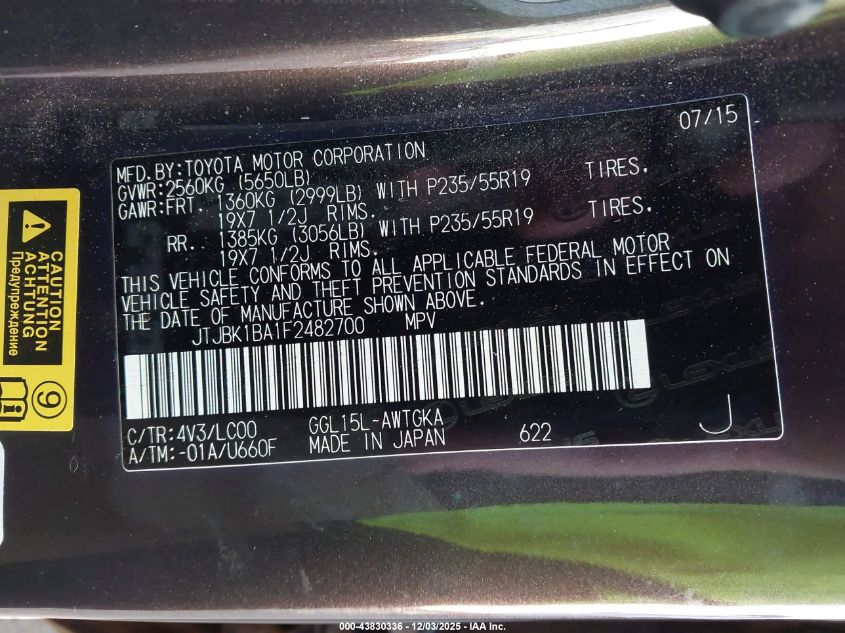 07/15
MFD.BY:TOYOTA MOTOR CORPORATION
GVWR:2560KG (5650LB)
GAWR:FRT. 1360KG (2999LB) WITH P235/55R19 TIRES,
19X7 1/2J RIMS.
RR. 1385KG (3056LB) WITH P235/55R19 TIRES,
19X7 1/2J RIMS.
THIS VEHICLE CONFORMS TO ALL APPLICABLE FEDERAL MOTOR
VEHICLE SAFETY AND THEFT PREVENTION STANDARDS IN EFFECT ON
THE DATE OF MANUFACTURE SHOWN ABOVE.
JTJBK1BA1F2482700 MPV
LEXUS
C/TR:4V3/LC00 GGL15L-AWTGKA
A/TM:-01A/U660F MADE IN JAPAN 622 J
CAUTION
ACHTUNG
Предупреждение
9
000-43830336 - 12/03/2025 - IAA Inc.